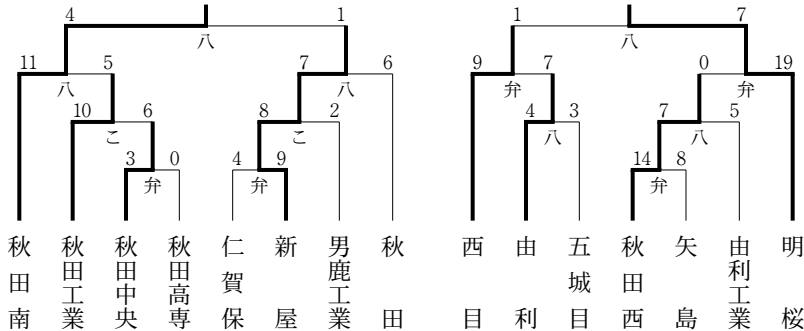 4 1 1 7
八 八
11 5 7 6 9 7 0 19
八 八 弁 弁
10 6 8 2 4 3 7 5
こ こ 八 八
3 0 4 9 14 8
弁 弁 弁
秋田南
秋田工業
秋田中央
秋田高専
仁賀保
新屋
男鹿工業
秋田
西目
由利
五城目
秋田西
矢島
由利工業
明桜